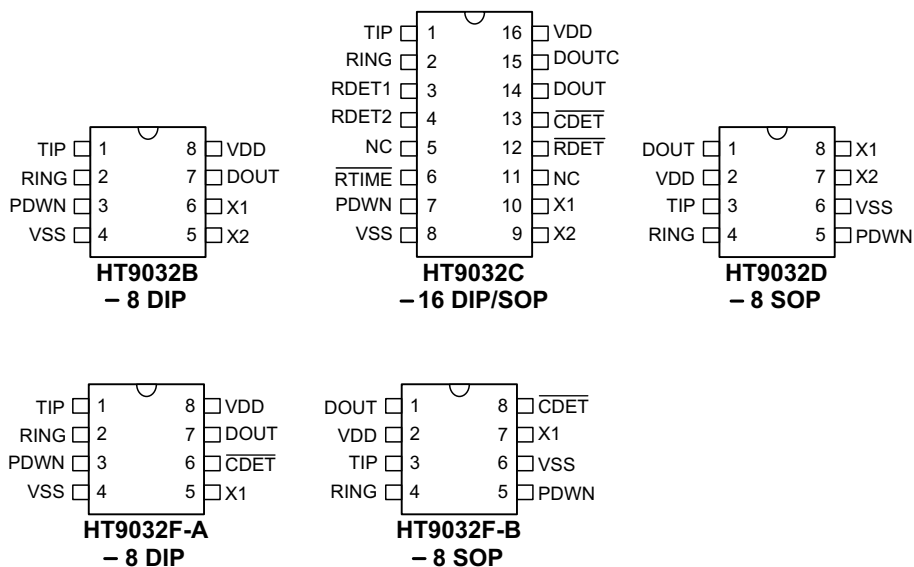 TIP 1 16 VDD
RING 2 15 DOUTC
RDET1 3 14 DOUT
RDET2 4 13 C̅D̅E̅T̅
NC 5 12 R̅D̅E̅T̅
R̅T̅I̅M̅E̅ 6 11 NC
PDWN 7 10 X1
VSS 8 9 X2
HT9032C
– 16 DIP/SOP
TIP 1 8 VDD
RING 2 7 DOUT
PDWN 3 6 X1
VSS 4 5 X2
HT9032B
– 8 DIP
DOUT 1 8 X1
VDD 2 7 X2
TIP 3 6 VSS
RING 4 5 PDWN
HT9032D
– 8 SOP
TIP 1 8 VDD
RING 2 7 DOUT
PDWN 3 6 C̅D̅E̅T̅
VSS 4 5 X1
HT9032F-A
– 8 DIP
DOUT 1 8 C̅D̅E̅T̅
VDD 2 7 X1
TIP 3 6 VSS
RING 4 5 PDWN
HT9032F-B
– 8 SOP